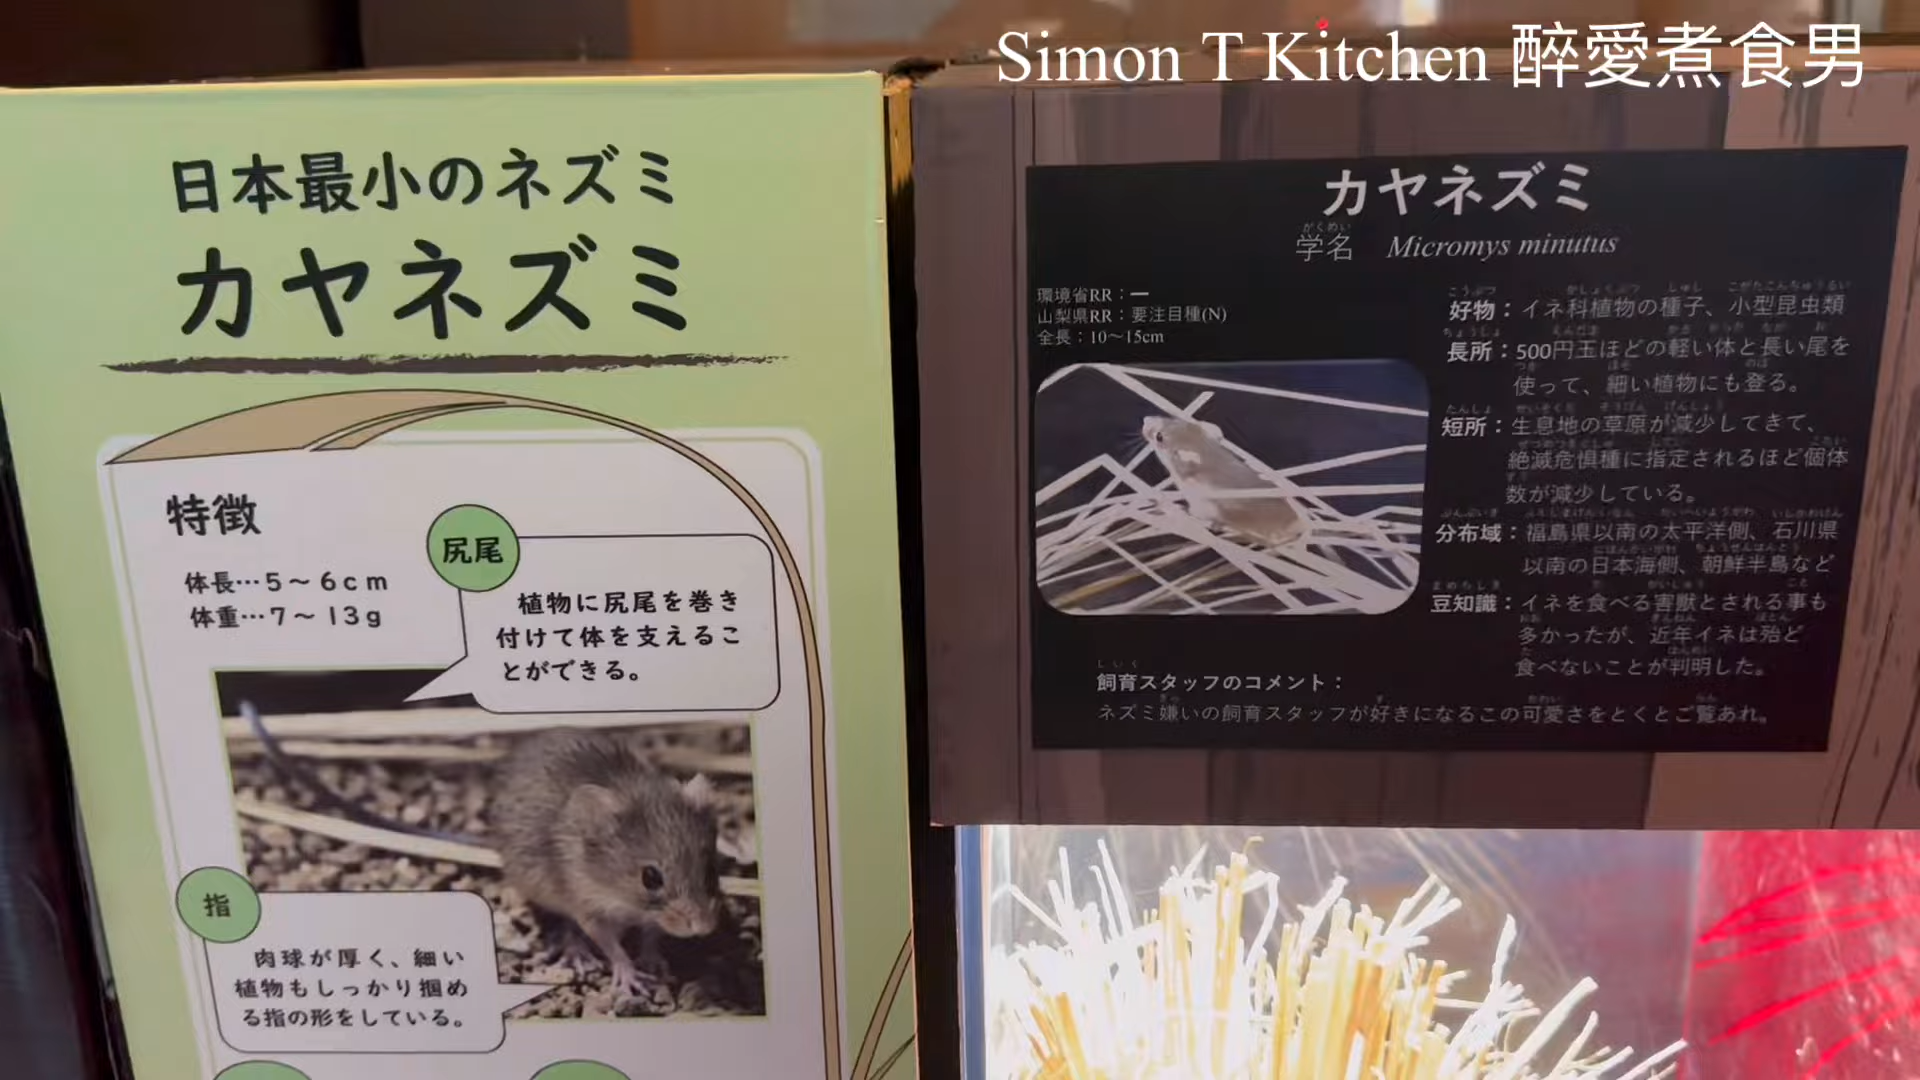 Simon T Kitchen 醉愛煮食男
日本最小のネズミ
カヤネズミ
特徴
体長…5～6cm
体重…7～13g
尻尾
植物に尻尾を巻き
付けて体を支えるこ
とができる。
指
肉球が厚く、細い
植物もしっかり掴め
る指の形をしている。
カヤネズミ
がくめい
学名 Micromys minutus
環境省RR：ー
山梨県RR：要注目種(N)
全長：10～15cm
好物：イネ科植物の種子、小型昆虫類
長所：500円玉ほどの軽い体と長い尾を
使って、細い植物にも登る。
短所：生息地の草原が減少してきて、
絶滅危惧種に指定されるほど個体
数が減少している。
分布域：福島県以南の太平洋側、石川県
以南の日本海側、朝鮮半島など
豆知識：イネを食べる害獣とされる事も
多かったが、近年イネは殆ど
食べないことが判明した。
しいく
飼育スタッフのコメント：
ネズミ嫌いの飼育スタッフが好きになるこの可愛さをとくとご覧あれ。